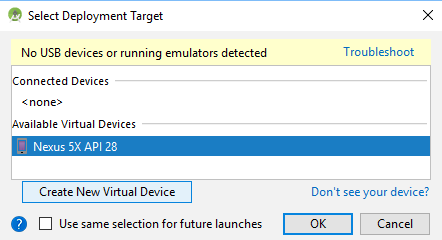 Select Deployment Target
No USB devices or running emulators detected Troubleshoot
Connected Devices
<none>
Available Virtual Devices
Nexus 5X API 28
Create New Virtual Device Don't see your device?
? Use same selection for future launches OK Cancel